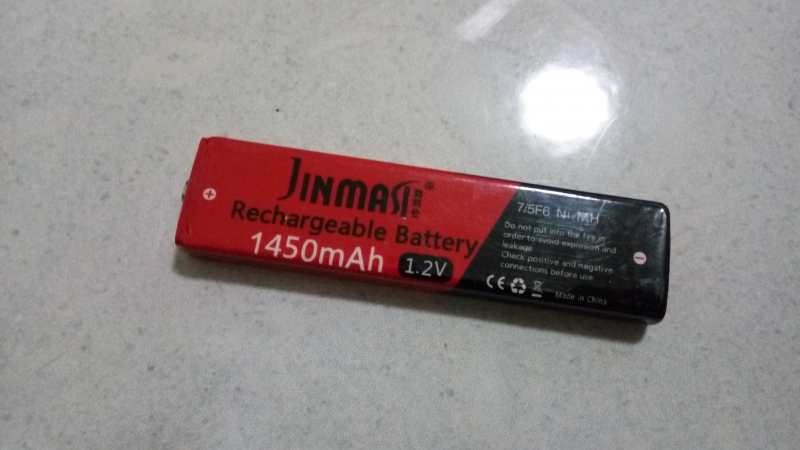 JINMASI®
Rechargeable Battery
1450mAh 1.2V
7/5F6 Ni-MH
Do not put into the fire in
order to avoid explosion and
leakage
Check positive and negative
connections before use
CE
Made in China